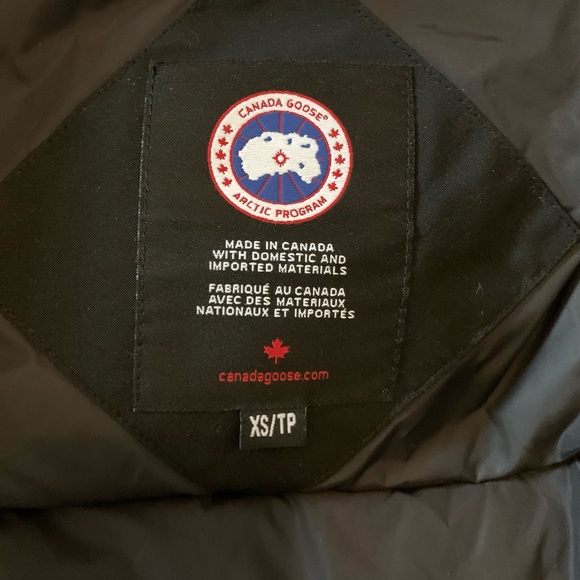 CANADA GOOSE®
ARCTIC PROGRAM
MADE IN CANADA
WITH DOMESTIC AND
IMPORTED MATERIALS
FABRIQUÉ AU CANADA
AVEC DES MATERIAUX
NATIONAUX ET IMPORTÉS
canadagoose.com
XS/TP